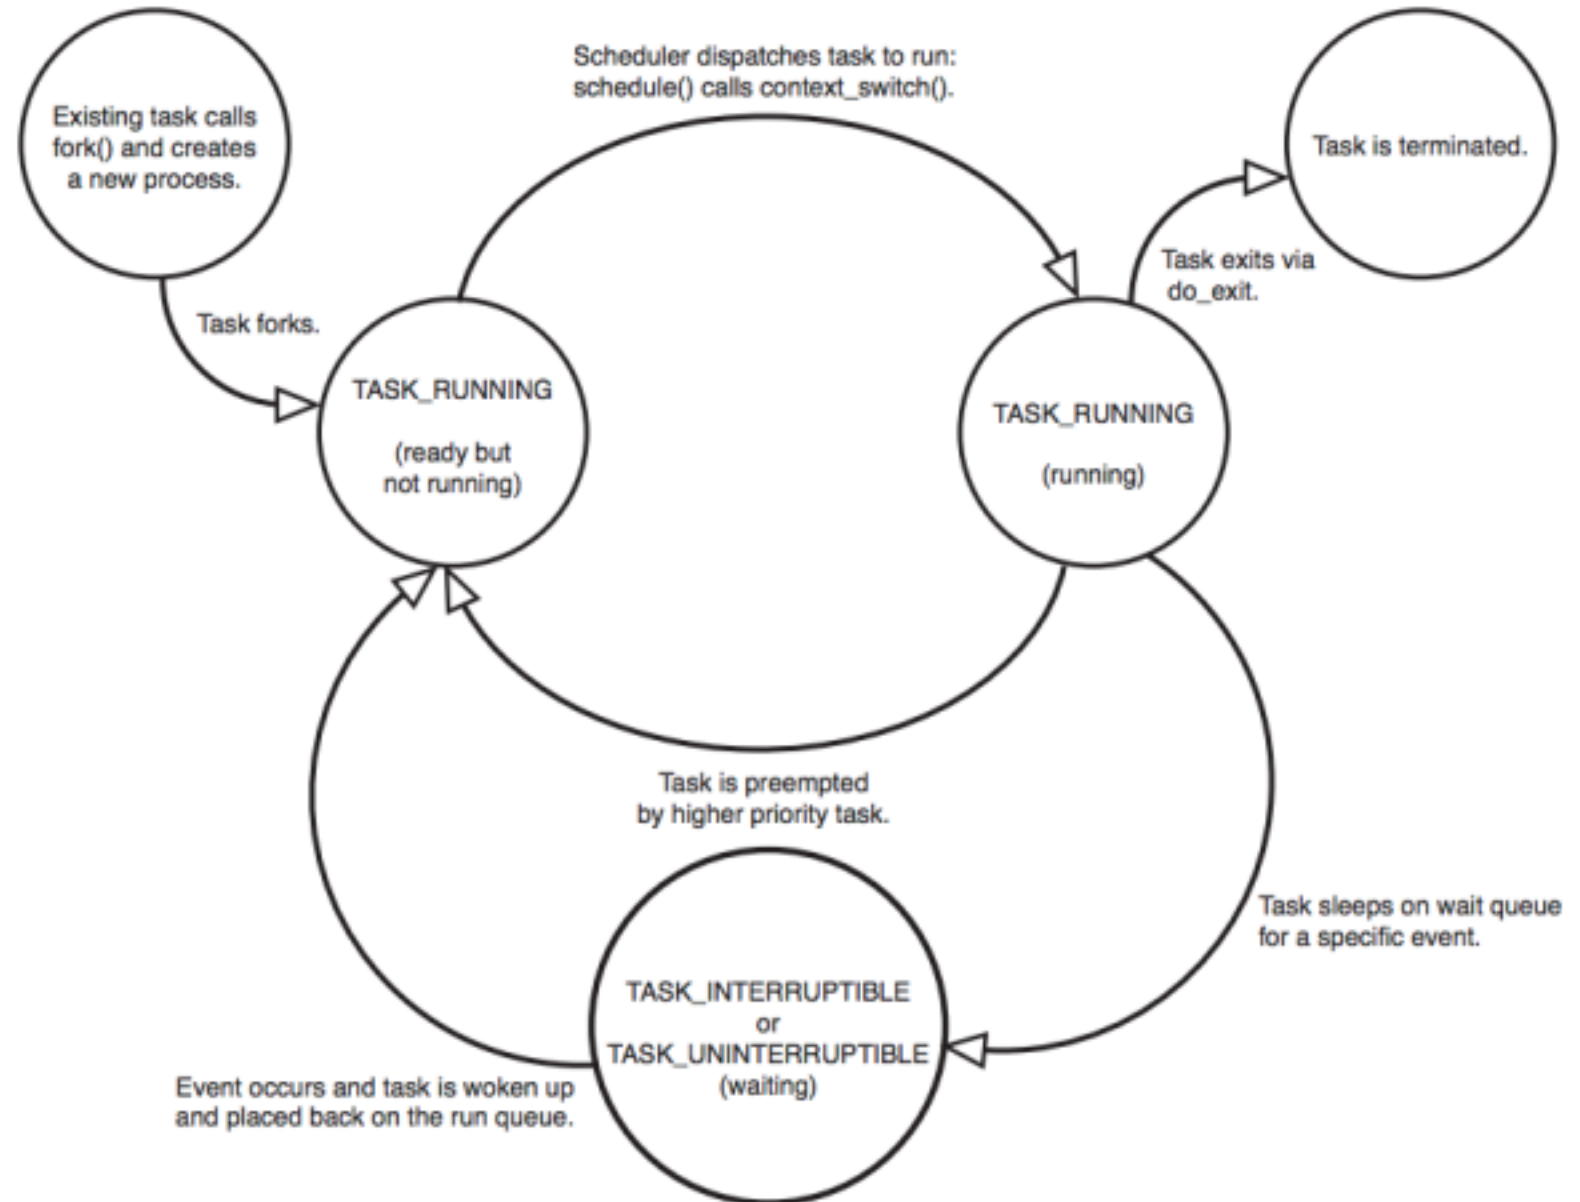 Scheduler dispatches task to run:
schedule() calls context_switch().
Existing task calls
fork() and creates
a new process.
Task is terminated.
Task exits via
do_exit.
Task forks.
TASK_RUNNING
(ready but
not running)
TASK_RUNNING
(running)
Task is preempted
by higher priority task.
Task sleeps on wait queue
for a specific event.
TASK_INTERRUPTIBLE
or
TASK_UNINTERRUPTIBLE
(waiting)
Event occurs and task is woken up
and placed back on the run queue.